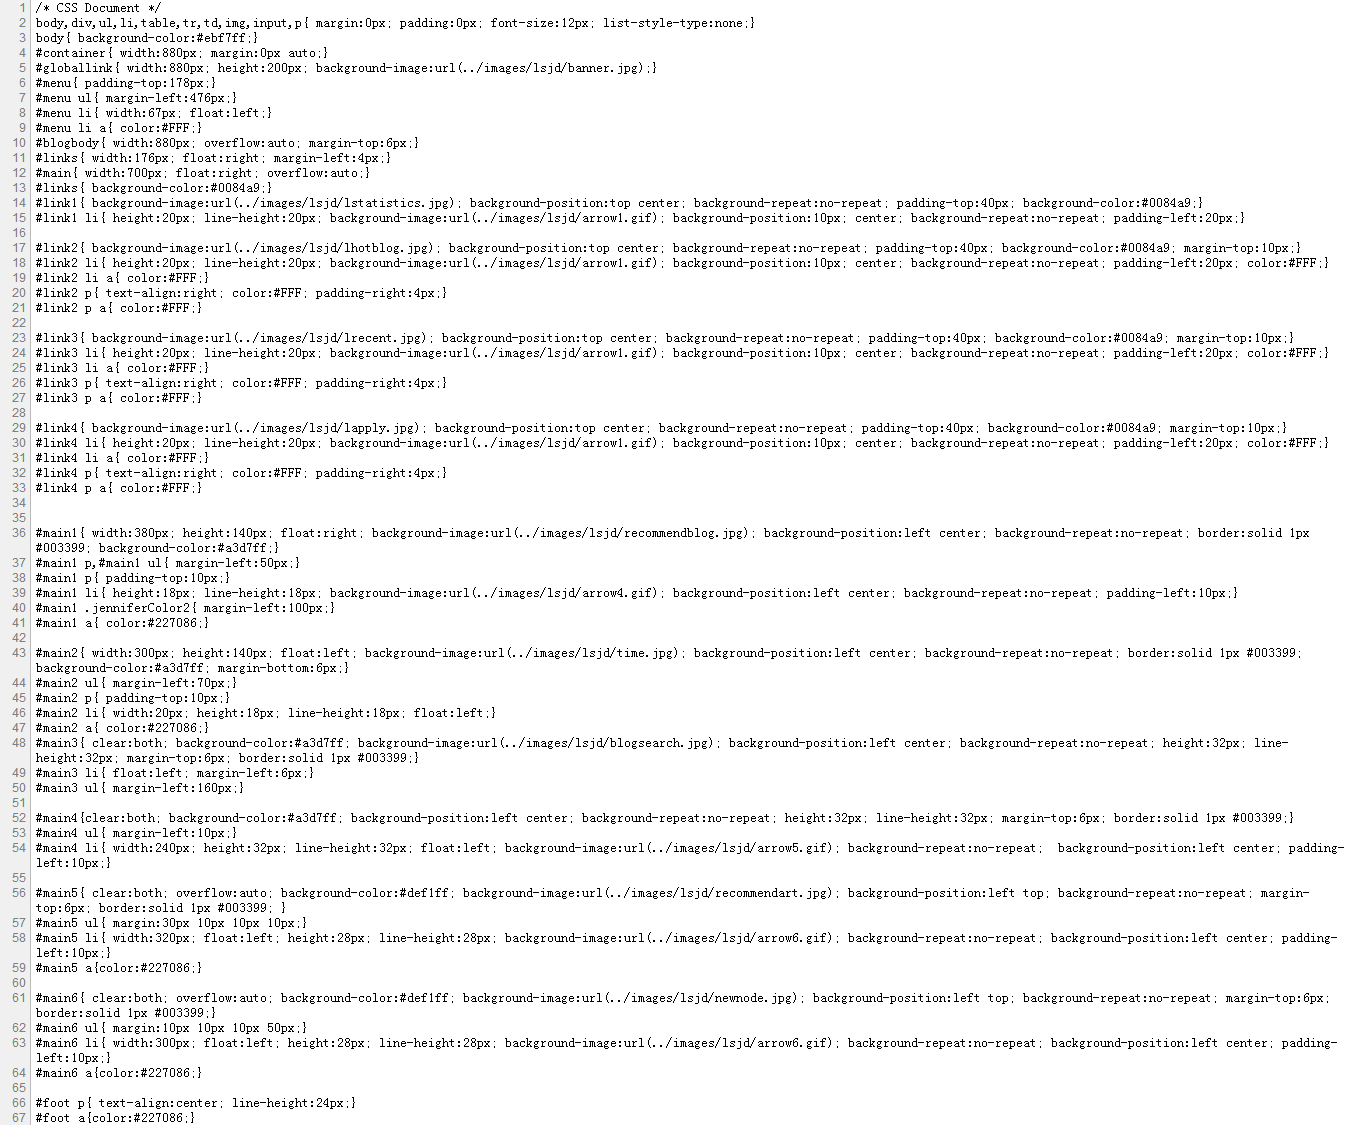 1 /* CSS Document */
2 body,div,ul,li,table,tr,td,img,input,p{ margin:0px; padding:0px; font-size:12px; list-style-type:none;}
3 body{ background-color:#ebf7ff;}
4 #container{ width:880px; margin:0px auto;}
5 #globallink{ width:880px; height:200px; background-image:url(../images/lsjd/banner.jpg);}
6 #menu{ padding-top:178px;}
7 #menu ul{ margin-left:476px;}
8 #menu li{ width:67px; float:left;}
9 #menu li a{ color:#FFF;}
10 #blogbody{ width:880px; overflow:auto; margin-top:6px;}
11 #links{ width:176px; float:right; margin-left:4px;}
12 #main{ width:700px; float:right; overflow:auto;}
13 #links{ background-color:#0084a9;}
14 #link1{ background-image:url(../images/lsjd/lstatistics.jpg); background-position:top center; background-repeat:no-repeat; padding-top:40px; background-color:#0084a9;}
15 #link1 li{ height:20px; line-height:20px; background-image:url(../images/lsjd/arrow1.gif); background-position:10px; center; background-repeat:no-repeat; padding-left:20px;}
16
17 #link2{ background-image:url(../images/lsjd/lhotblog.jpg); background-position:top center; background-repeat:no-repeat; padding-top:40px; background-color:#0084a9; margin-top:10px;}
18 #link2 li{ height:20px; line-height:20px; background-image:url(../images/lsjd/arrow1.gif); background-position:10px; center; background-repeat:no-repeat; padding-left:20px; color:#FFF;}
19 #link2 li a{ color:#FFF;}
20 #link2 p{ text-align:right; color:#FFF; padding-right:4px;}
21 #link2 p a{ color:#FFF;}
22
23 #link3{ background-image:url(../images/lsjd/lrecent.jpg); background-position:top center; background-repeat:no-repeat; padding-top:40px; background-color:#0084a9; margin-top:10px;}
24 #link3 li{ height:20px; line-height:20px; background-image:url(../images/lsjd/arrow1.gif); background-position:10px; center; background-repeat:no-repeat; padding-left:20px; color:#FFF;}
25 #link3 li a{ color:#FFF;}
26 #link3 p{ text-align:right; color:#FFF; padding-right:4px;}
27 #link3 p a{ color:#FFF;}
28
29 #link4{ background-image:url(../images/lsjd/lapply.jpg); background-position:top center; background-repeat:no-repeat; padding-top:40px; background-color:#0084a9; margin-top:10px;}
30 #link4 li{ height:20px; line-height:20px; background-image:url(../images/lsjd/arrow1.gif); background-position:10px; center; background-repeat:no-repeat; padding-left:20px; color:#FFF;}
31 #link4 li a{ color:#FFF;}
32 #link4 p{ text-align:right; color:#FFF; padding-right:4px;}
33 #link4 p a{ color:#FFF;}
34
35
36 #main1{ width:380px; height:140px; float:right; background-image:url(../images/lsjd/recommendblog.jpg); background-position:left center; background-repeat:no-repeat; border:solid 1px
#003399; background-color:#a3d7ff;}
37 #main1 p,#main1 ul{ margin-left:50px;}
38 #main1 p{ padding-top:10px;}
39 #main1 li{ height:18px; line-height:18px; background-image:url(../images/lsjd/arrow4.gif); background-position:left center; background-repeat:no-repeat; padding-left:10px;}
40 #main1 .jenniferColor2{ margin-left:100px;}
41 #main1 a{ color:#227086;}
42
43 #main2{ width:300px; height:140px; float:left; background-image:url(../images/lsjd/time.jpg); background-position:left center; background-repeat:no-repeat; border:solid 1px #003399;
background-color:#a3d7ff; margin-bottom:6px;}
44 #main2 ul{ margin-left:70px;}
45 #main2 p{ padding-top:10px;}
46 #main2 li{ width:20px; height:18px; line-height:18px; float:left;}
47 #main2 a{ color:#227086;}
48 #main3{ clear:both; background-color:#a3d7ff; background-image:url(../images/lsjd/blogsearch.jpg); background-position:left center; background-repeat:no-repeat; height:32px; line-
height:32px; margin-top:6px; border:solid 1px #003399;}
49 #main3 li{ float:left; margin-left:6px;}
50 #main3 ul{ margin-left:160px;}
51
52 #main4{clear:both; background-color:#a3d7ff; background-position:left center; background-repeat:no-repeat; height:32px; line-height:32px; margin-top:6px; border:solid 1px #003399;}
53 #main4 ul{ margin-left:10px;}
54 #main4 li{ width:240px; height:32px; line-height:32px; float:left; background-image:url(../images/lsjd/arrow5.gif); background-repeat:no-repeat;  background-position:left center; padding-
left:10px;}
55
56 #main5{ clear:both; overflow:auto; background-color:#def1ff; background-image:url(../images/lsjd/recommendart.jpg); background-position:left top; background-repeat:no-repeat; margin-
top:6px; border:solid 1px #003399; }
57 #main5 ul{ margin:30px 10px 10px 10px;}
58 #main5 li{ width:320px; float:left; height:28px; line-height:28px; background-image:url(../images/lsjd/arrow6.gif); background-repeat:no-repeat; background-position:left center; padding-
left:10px;}
59 #main5 a{color:#227086;}
60
61 #main6{ clear:both; overflow:auto; background-color:#def1ff; background-image:url(../images/lsjd/newnode.jpg); background-position:left top; background-repeat:no-repeat; margin-top:6px;
border:solid 1px #003399;}
62 #main6 ul{ margin:10px 10px 10px 50px;}
63 #main6 li{ width:300px; float:left; height:28px; line-height:28px; background-image:url(../images/lsjd/arrow6.gif); background-repeat:no-repeat; background-position:left center; padding-
left:10px;}
64 #main6 a{color:#227086;}
65
66 #foot p{ text-align:center; line-height:24px;}
67 #foot a{color:#227086;}